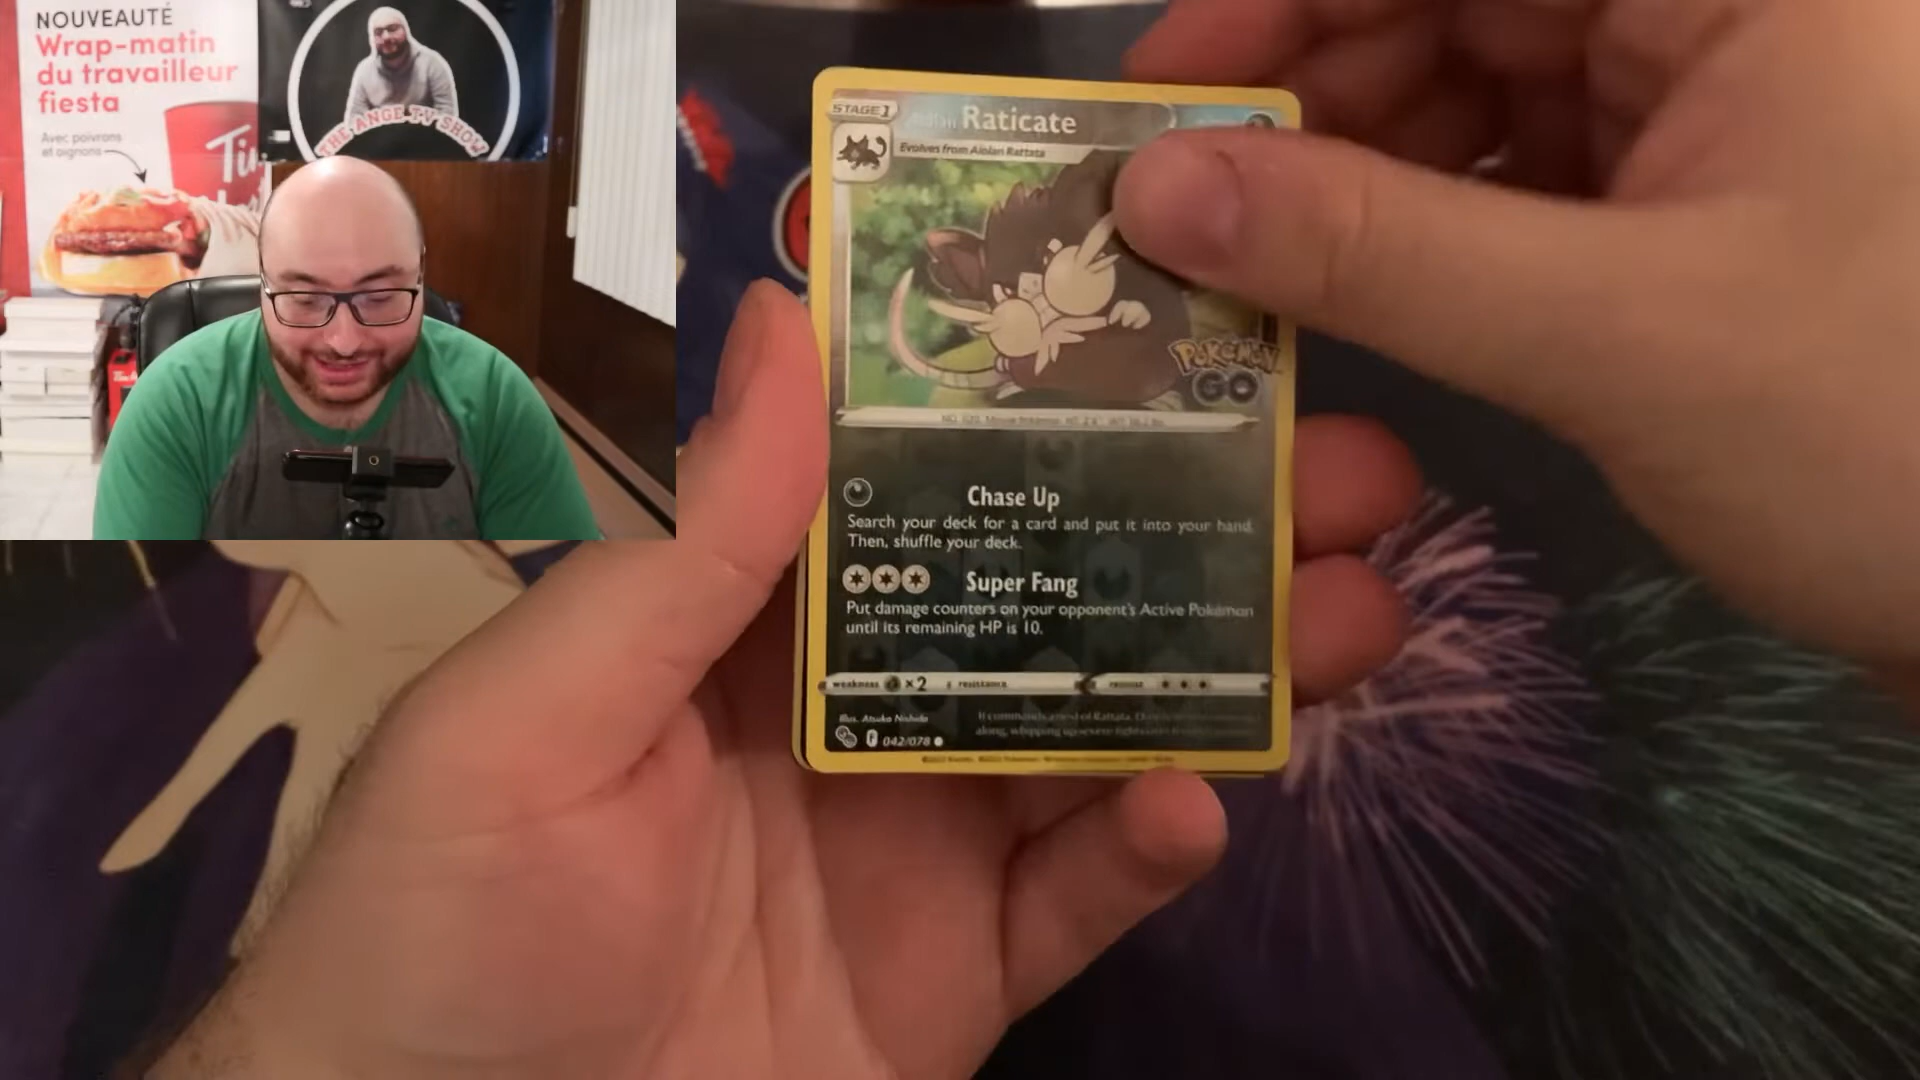 NOUVEAUTÉ
Wrap-matin
du travailleur
fiesta
Avec poivrons
et oignons
Tim
THE ANGE TV SHOW
STAGE 1
Raticate
Evolves from Alolan Rattata
POKÉMON
GO
Chase Up
Search your deck for a card and put it into your hand.
Then, shuffle your deck.
Super Fang
Put damage counters on your opponent's Active Pokémon
until its remaining HP is 10.
weakness ×2 resistance retreat
Illus. Atsuko Nishida
F 042/078